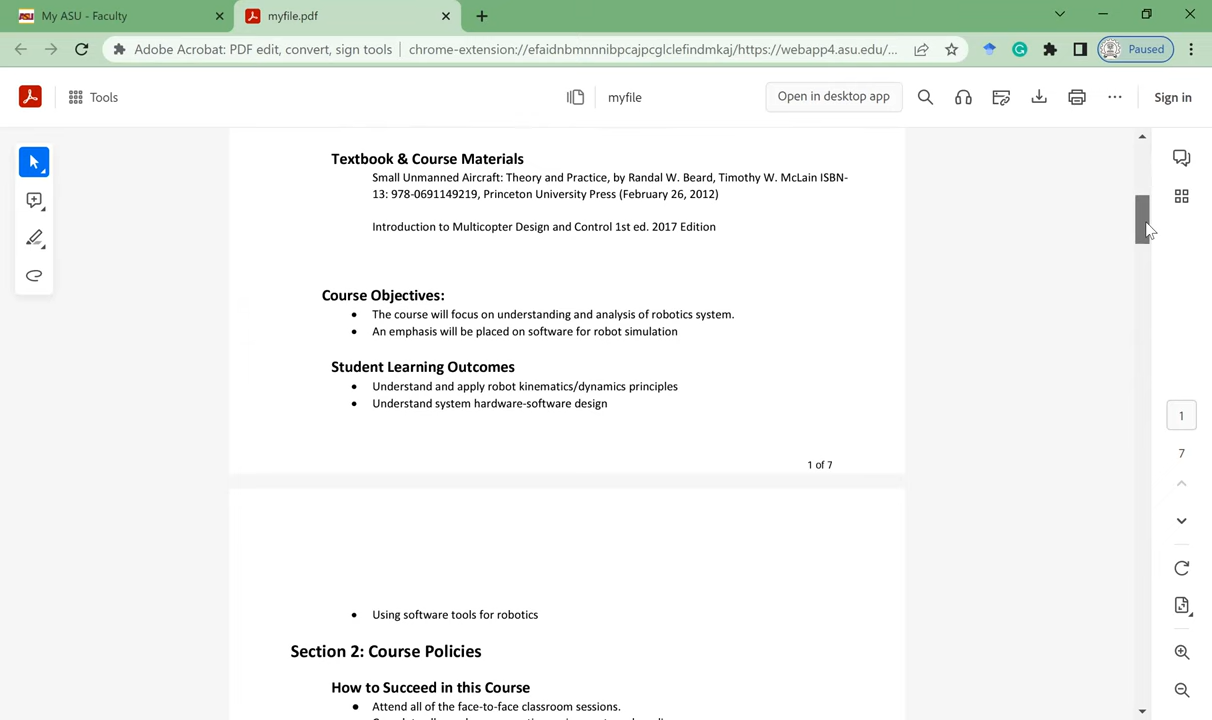 My ASU - Faculty
myfile.pdf
Adobe Acrobat: PDF edit, convert, sign tools
chrome-extension://efaidnbmnnnibpcajpcglclefindmkaj/https://webapp4.asu.edu/...
Paused
Tools
myfile
Open in desktop app
Sign in
Textbook & Course Materials
Small Unmanned Aircraft: Theory and Practice, by Randal W. Beard, Timothy W. McLain ISBN-
13: 978-0691149219, Princeton University Press (February 26, 2012)
Introduction to Multicopter Design and Control 1st ed. 2017 Edition
Course Objectives:
• The course will focus on understanding and analysis of robotics system.
• An emphasis will be placed on software for robot simulation
Student Learning Outcomes
• Understand and apply robot kinematics/dynamics principles
• Understand system hardware-software design
1 of 7
• Using software tools for robotics
Section 2: Course Policies
How to Succeed in this Course
• Attend all of the face-to-face classroom sessions.
1
7